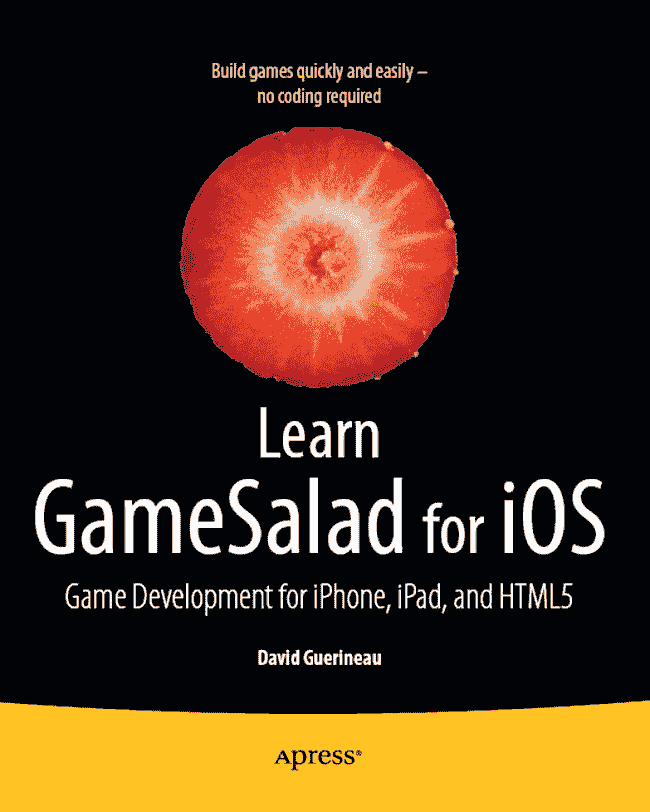 Build games quickly and easily –
no coding required
Learn
GameSalad for iOS
Game Development for iPhone, iPad, and HTML5
David Guerineau
Apress®